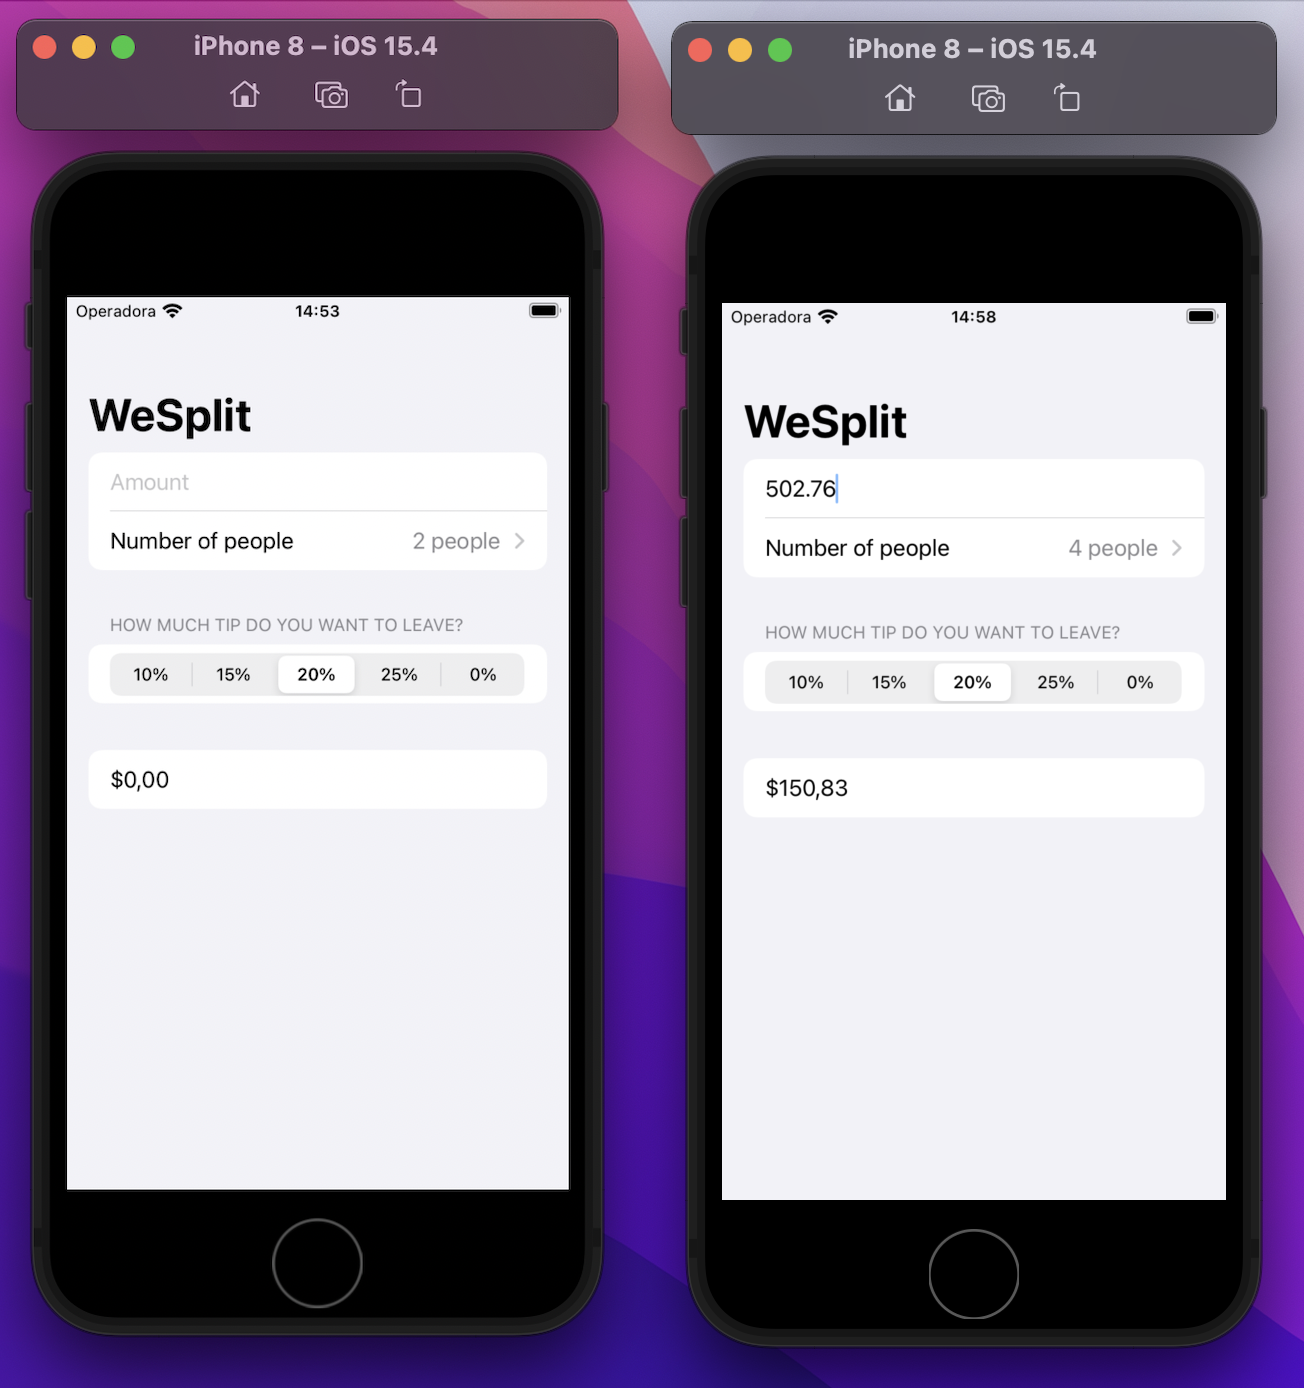 iPhone 8 – iOS 15.4
Operadora
14:53
WeSplit
Amount
Number of people 2 people
HOW MUCH TIP DO YOU WANT TO LEAVE?
10% 15% 20% 25% 0%
$0,00
iPhone 8 – iOS 15.4
Operadora
14:58
WeSplit
502.76
Number of people 4 people
HOW MUCH TIP DO YOU WANT TO LEAVE?
10% 15% 20% 25% 0%
$150,83